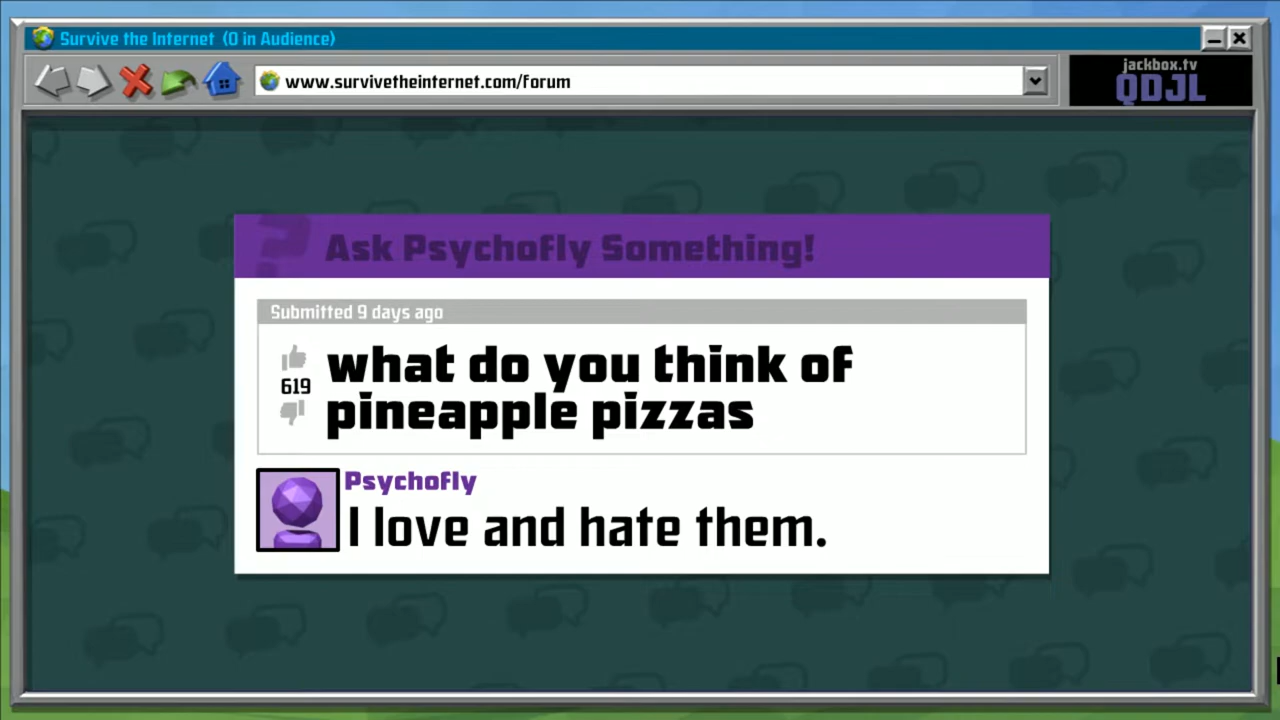 Survive the Internet (0 in Audience)
www.survivetheinternet.com/forum
jackbox.tv
QDJL
Ask Psychofly Something!
Submitted 9 days ago
what do you think of
619
pineapple pizzas
Psychofly
I love and hate them.